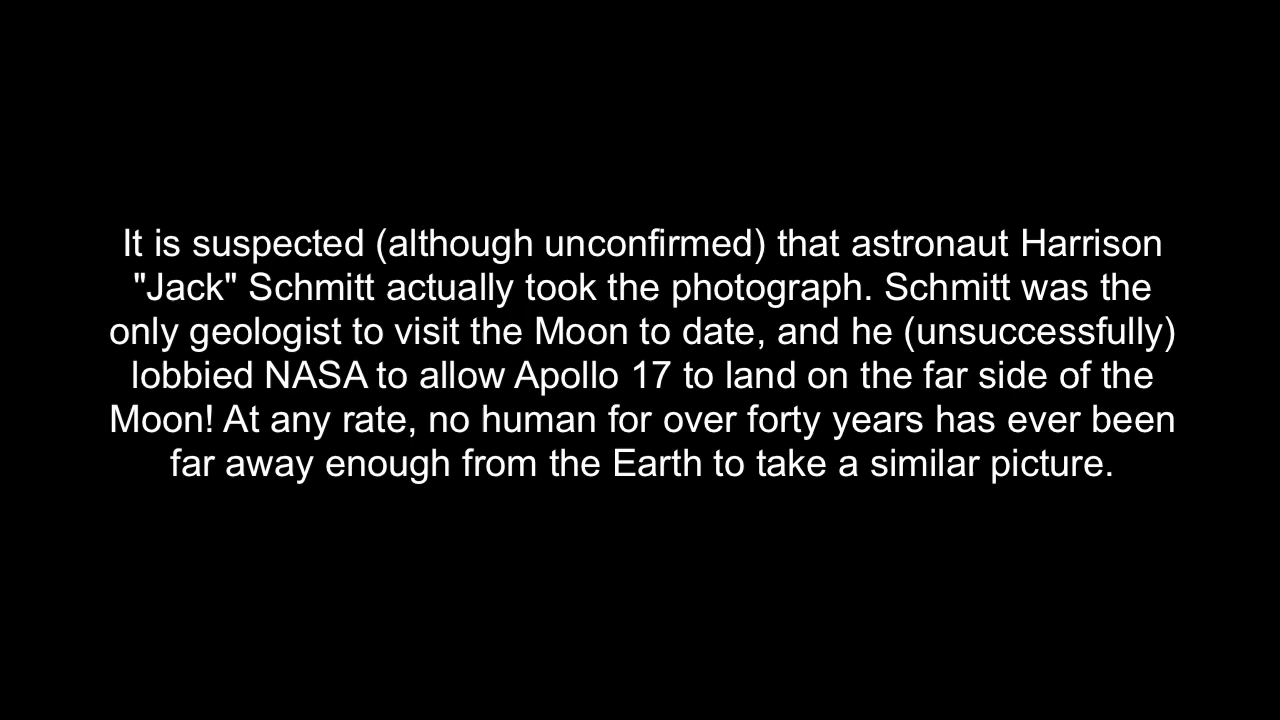 It is suspected (although unconfirmed) that astronaut Harrison
"Jack" Schmitt actually took the photograph. Schmitt was the
only geologist to visit the Moon to date, and he (unsuccessfully)
lobbied NASA to allow Apollo 17 to land on the far side of the
Moon! At any rate, no human for over forty years has ever been
far away enough from the Earth to take a similar picture.